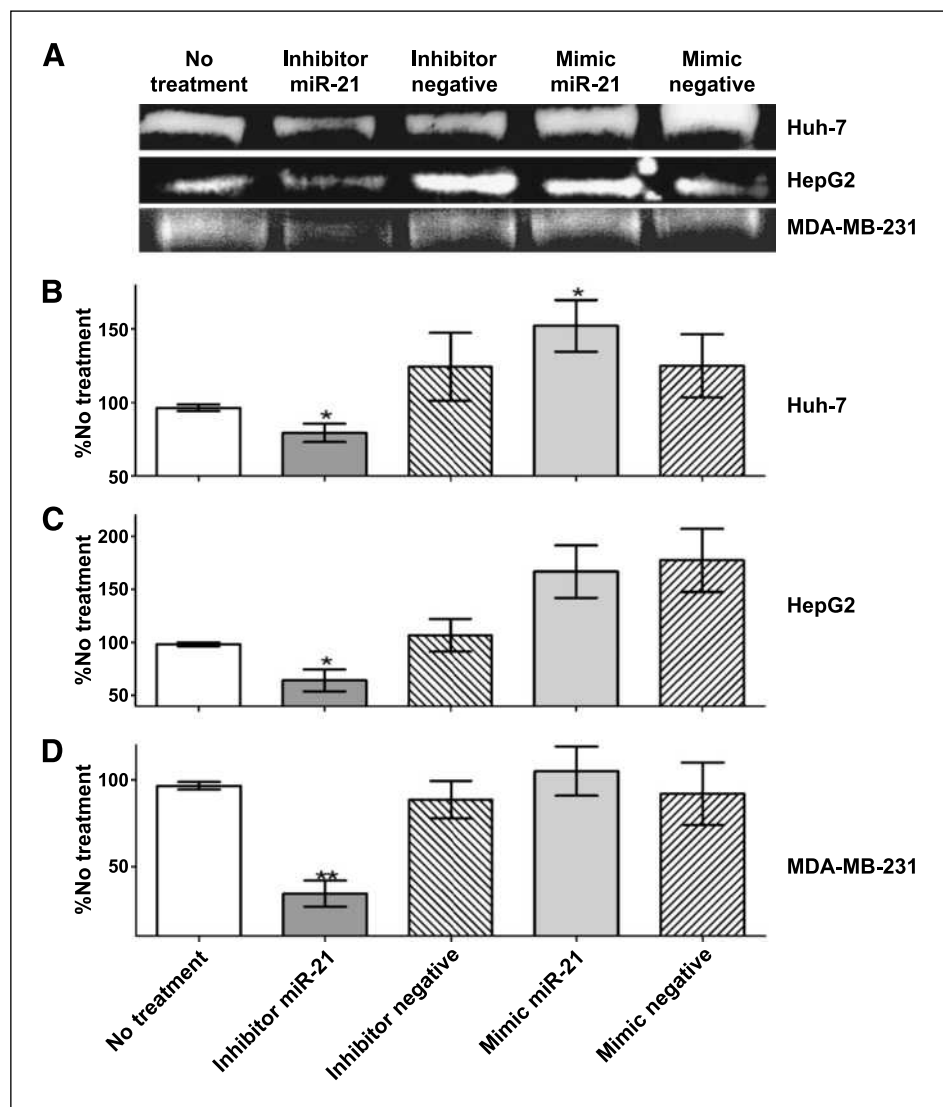 A
No treatment
Inhibitor miR-21
Inhibitor negative
Mimic miR-21
Mimic negative
Huh-7
HepG2
MDA-MB-231
B
%No treatment
150
100
50
*
*
Huh-7
C
%No treatment
200
150
100
50
*
HepG2
D
%No treatment
100
50
**
MDA-MB-231
No treatment
Inhibitor miR-21
Inhibitor negative
Mimic miR-21
Mimic negative